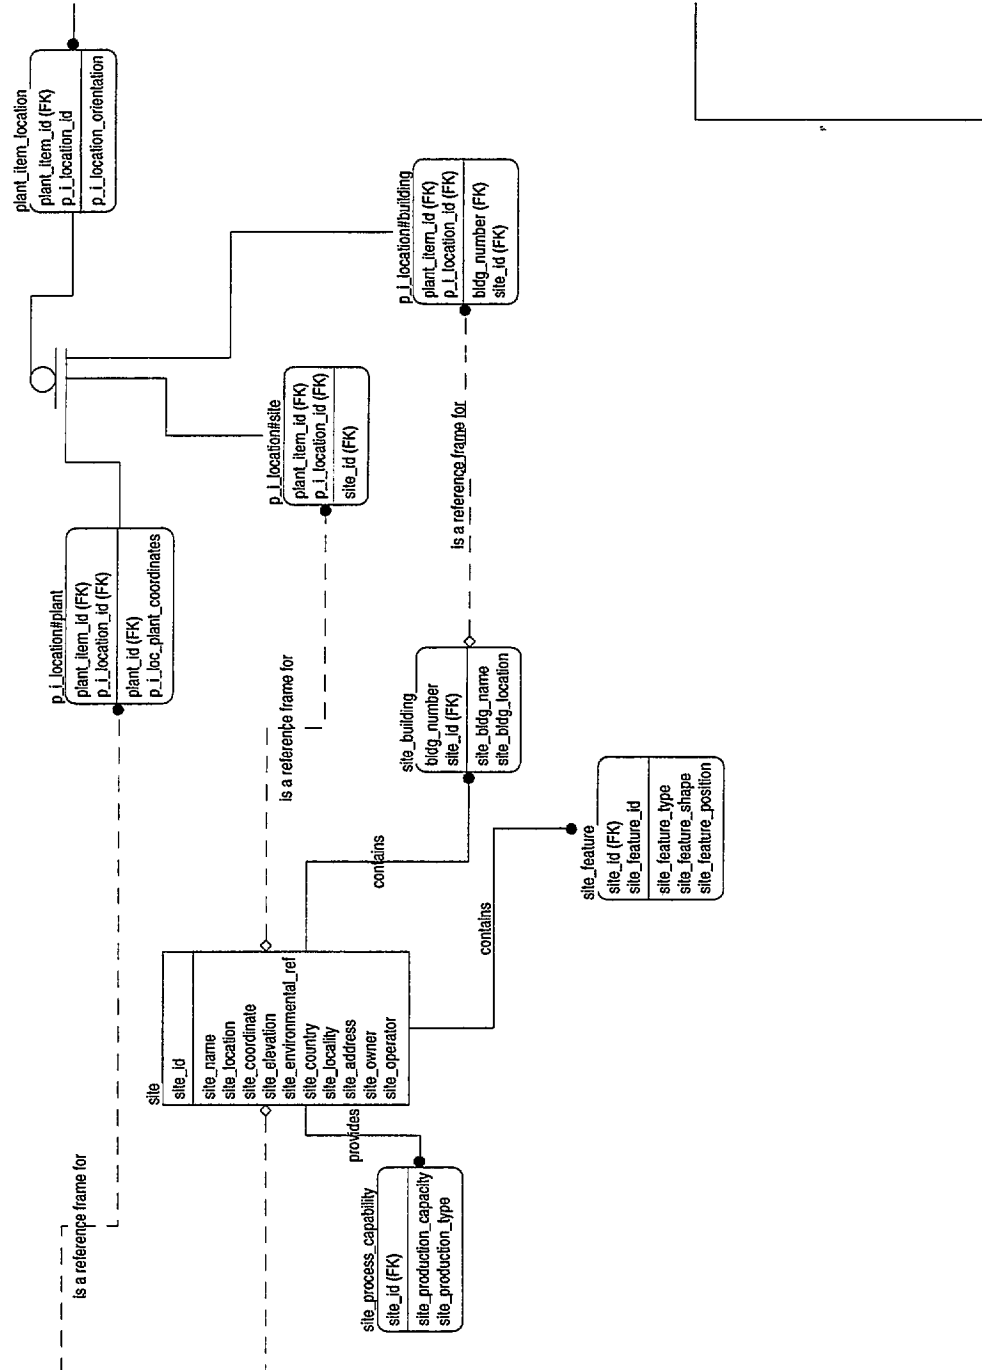 plant_item_location
plant_item_id (FK)
p_i_location_id
p_i_location_orientation
p_i_location#building
plant_item_id (FK)
p_i_location_id (FK)
bldg_number (FK)
site_id (FK)
p_i_location#site
plant_item_id (FK)
p_i_location_id (FK)
site_id (FK)
p_i_location#plant
plant_item_id (FK)
p_i_location_id (FK)
plant_id (FK)
p_i_loc_plant_coordinates
is a reference frame for
is a reference frame for
is a reference frame for
site_building
bldg_number
site_id (FK)
site_bldg_name
site_bldg_location
contains
contains
site_feature
site_id (FK)
site_feature_id
site_feature_type
site_feature_shape
site_feature_position
site
site_id
site_name
site_location
site_coordinate
site_elevation
site_environmental_ref
site_country
site_locality
site_address
site_owner
site_operator
provides
site_process_capability
site_id (FK)
site_production_capacity
site_production_type